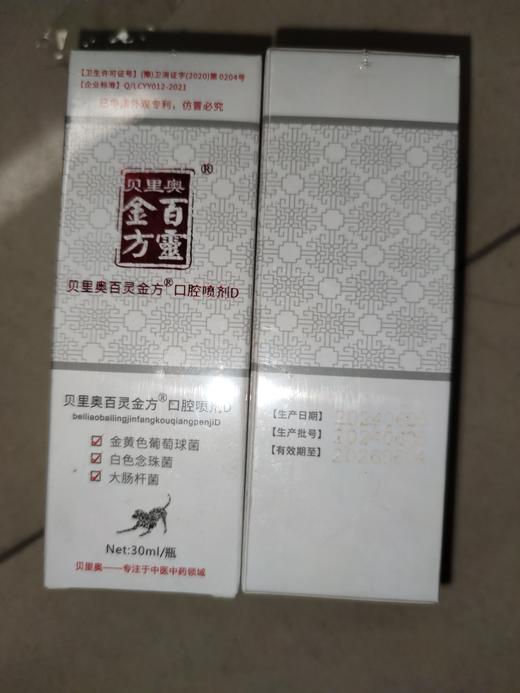 【卫生许可证号】(豫)卫消证字(2020)第0204号
【企业标准】Q/LCYY012-2021
已申请外观专利，仿冒必究
贝里奥®
百靈
金方
贝里奥百灵金方®口腔喷剂D
贝里奥百灵金方®口腔喷剂D
beiliaobailingjinfangkouqiangpenjiD
☑ 金黄色葡萄球菌
☑ 白色念珠菌
☑ 大肠杆菌
Net:30ml/瓶
贝里奥——专注于中医中药领域
【生产日期】
【生产批号】
【有效期至】